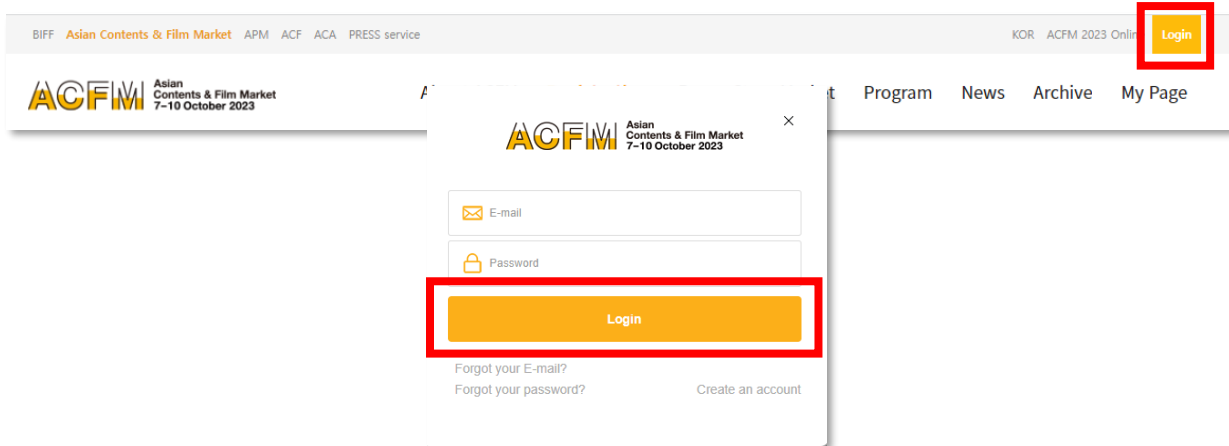 BIFF Asian Contents & Film Market APM ACF ACA PRESS service KOR ACFM 2023 Login
ACFM Asian
Contents & Film Market
7–10 October 2023
Program News Archive My Page
ACFM Asian
Contents & Film Market
7–10 October 2023
E-mail
Password
Login
Forgot your E-mail?
Forgot your password? Create an account